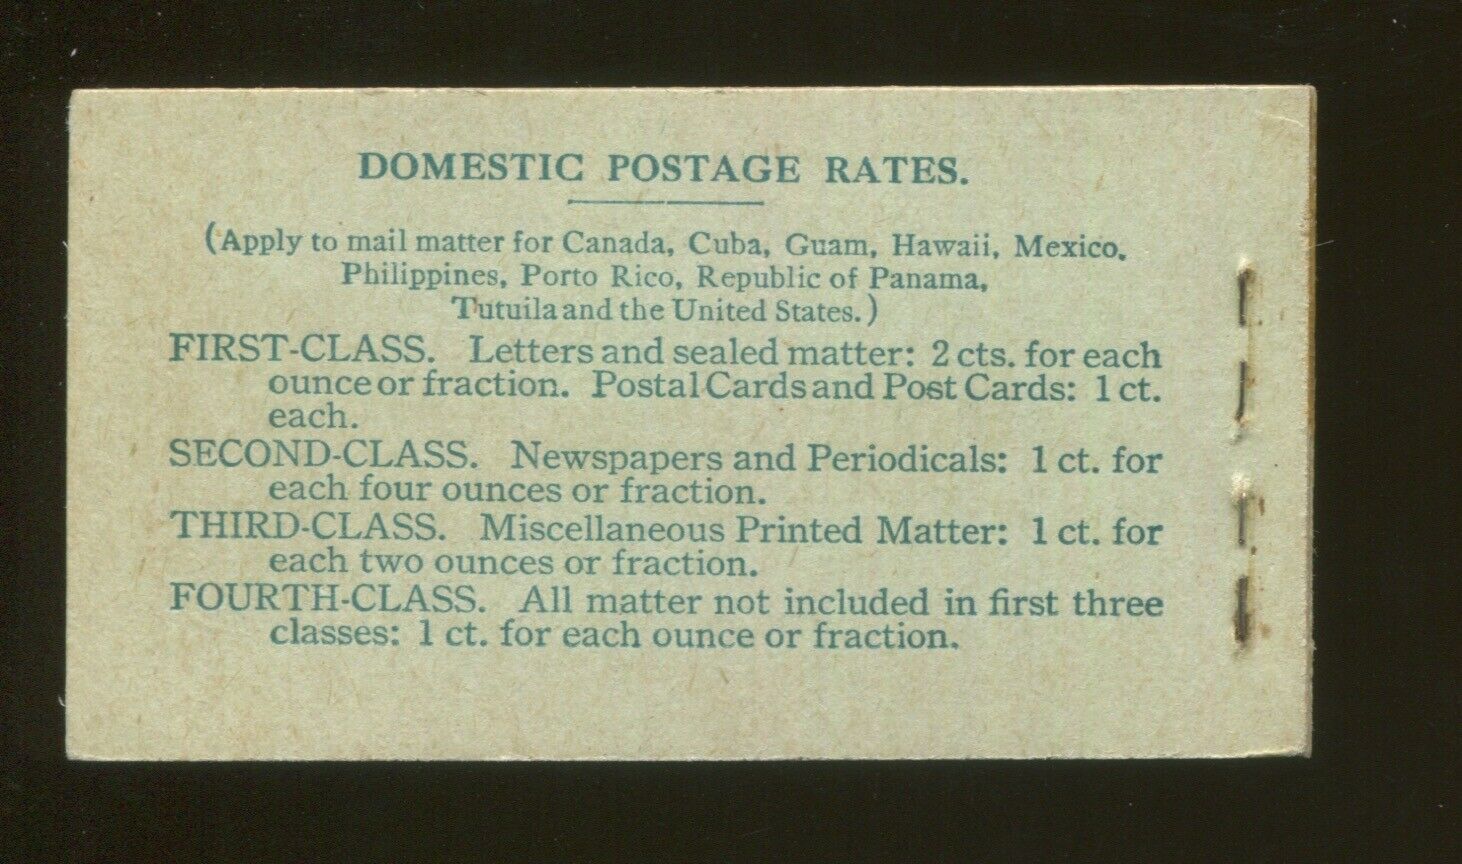 DOMESTIC POSTAGE RATES.
(Apply to mail matter for Canada, Cuba, Guam, Hawaii, Mexico,
Philippines, Porto Rico, Republic of Panama,
Tutuila and the United States.)
FIRST-CLASS. Letters and sealed matter: 2 cts. for each
ounce or fraction. Postal Cards and Post Cards: 1 ct.
each.
SECOND-CLASS. Newspapers and Periodicals: 1 ct. for
each four ounces or fraction.
THIRD-CLASS. Miscellaneous Printed Matter: 1 ct. for
each two ounces or fraction.
FOURTH-CLASS. All matter not included in first three
classes: 1 ct. for each ounce or fraction.